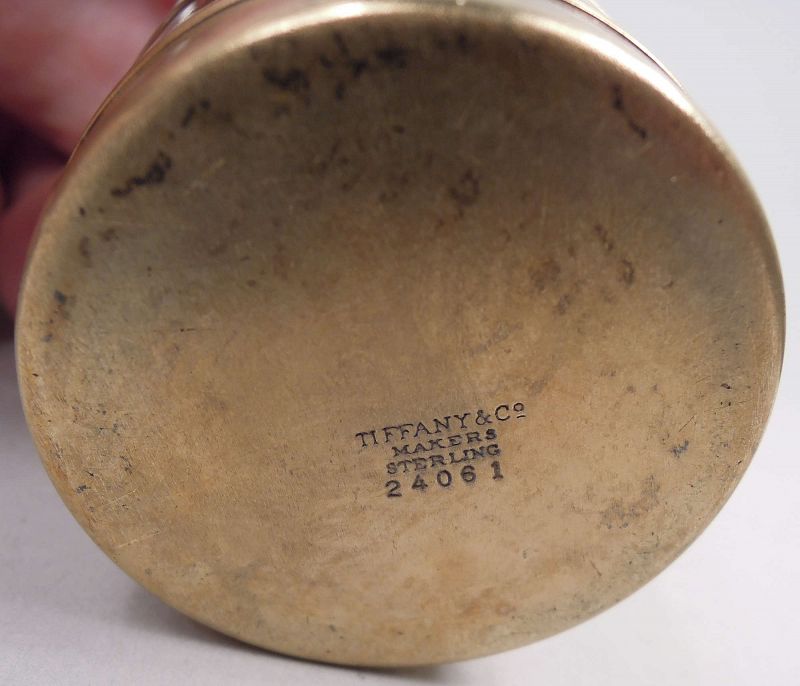 TIFFANY & Cº
MAKERS
STERLING
24061